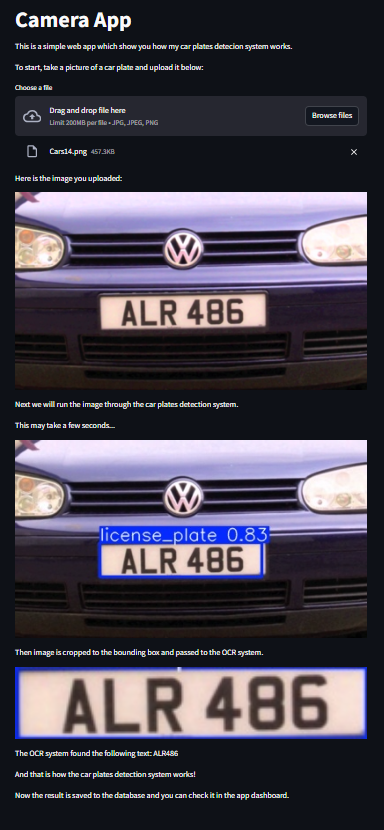 Camera App
This is a simple web app which show you how my car plates detecion system works.
To start, take a picture of a car plate and upload it below:
Choose a file
Drag and drop file here
Limit 200MB per file • JPG, JPEG, PNG
Browse files
Cars14.png 457.3KB
Here is the image you uploaded:
ALR 486
Next we will run the image through the car plates detection system.
This may take a few seconds...
license_plate 0.83
ALR 486
Then image is cropped to the bounding box and passed to the OCR system.
ALR 486
The OCR system found the following text: ALR486
And that is how the car plates detection system works!
Now the result is saved to the database and you can check it in the app dashboard.